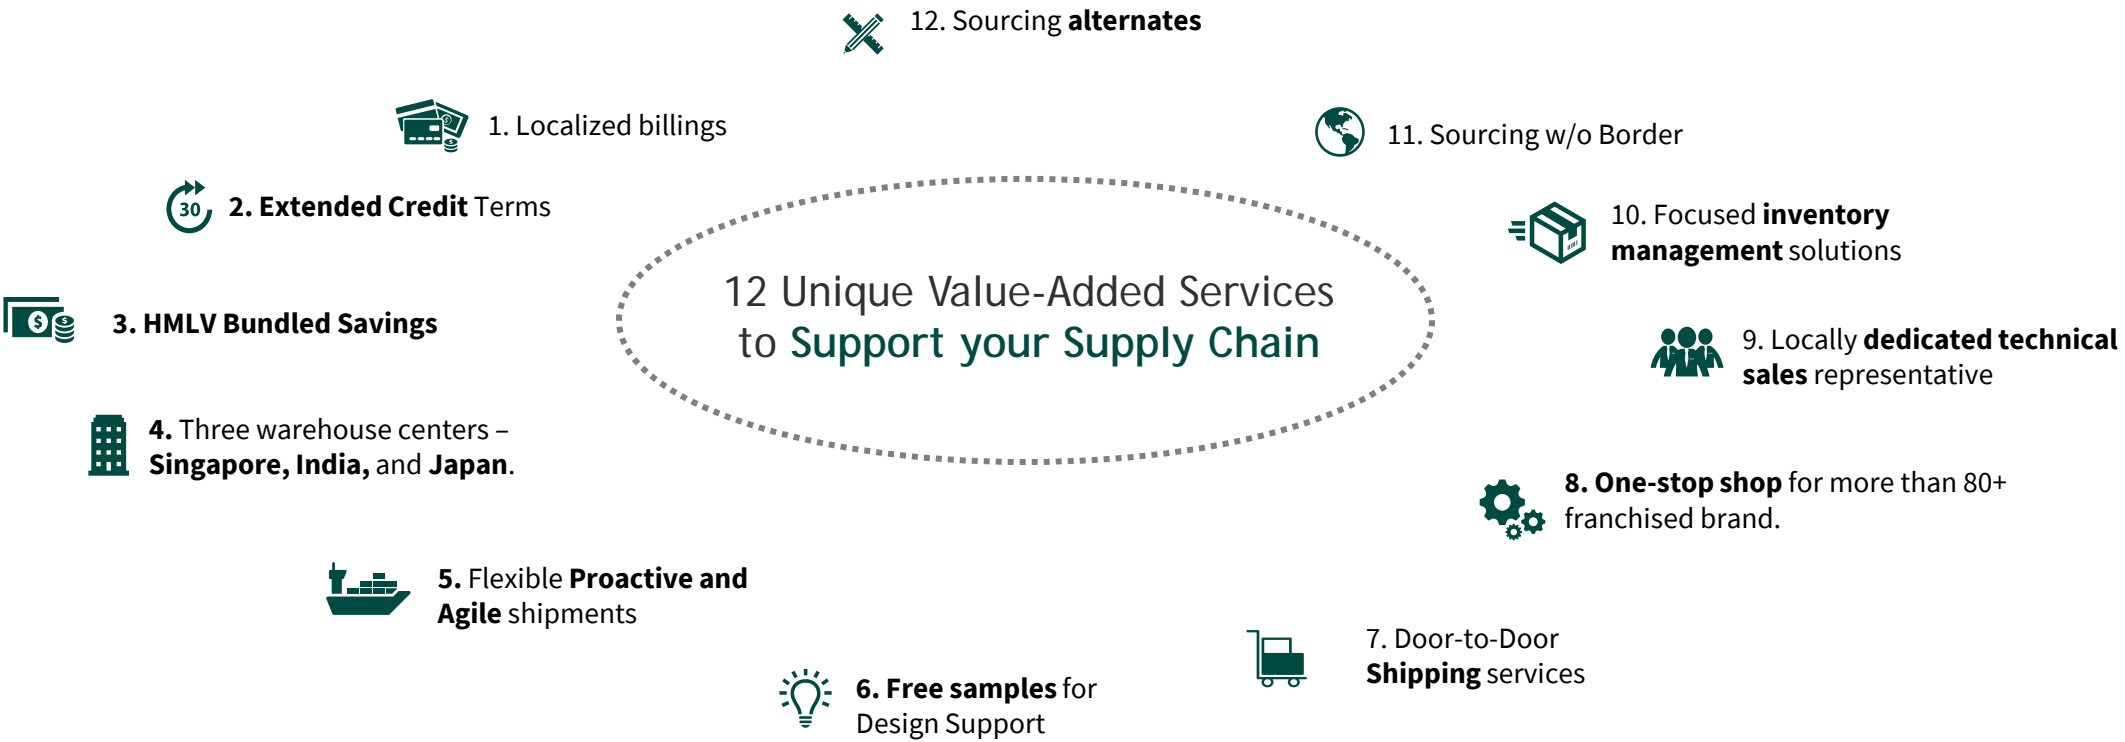 12. Sourcing alternates
1. Localized billings
11. Sourcing w/o Border
2. Extended Credit Terms
30
10. Focused inventory
management solutions
12 Unique Value-Added Services
to Support your Supply Chain
3. HMLV Bundled Savings
9. Locally dedicated technical
sales representative
4. Three warehouse centers –
Singapore, India, and Japan.
8. One-stop shop for more than 80+
franchised brand.
5. Flexible Proactive and
Agile shipments
7. Door-to-Door
Shipping services
6. Free samples for
Design Support